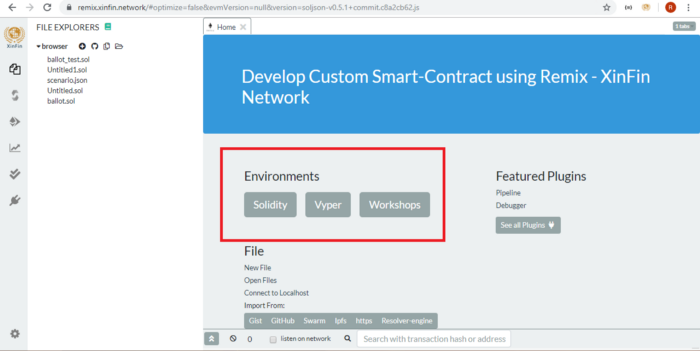 remix.xinfin.network/#optimize=false&evmVersion=null&version=soljson-v0.5.1+commit.c8a2cb62.js
R
XinFin
FILE EXPLORERS
browser
ballot_test.sol
Untitled1.sol
scenario.json
Untitled.sol
ballot.sol
Home
Develop Custom Smart-Contract using Remix - XinFin
Network
Environments
Solidity Vyper Workshops
Featured Plugins
Pipeline
Debugger
See all Plugins
File
New File
Open Files
Connect to Localhost
Import From:
Gist GitHub Swarm Ipfs https Resolver-engine
0 listen on network Search with transaction hash or address